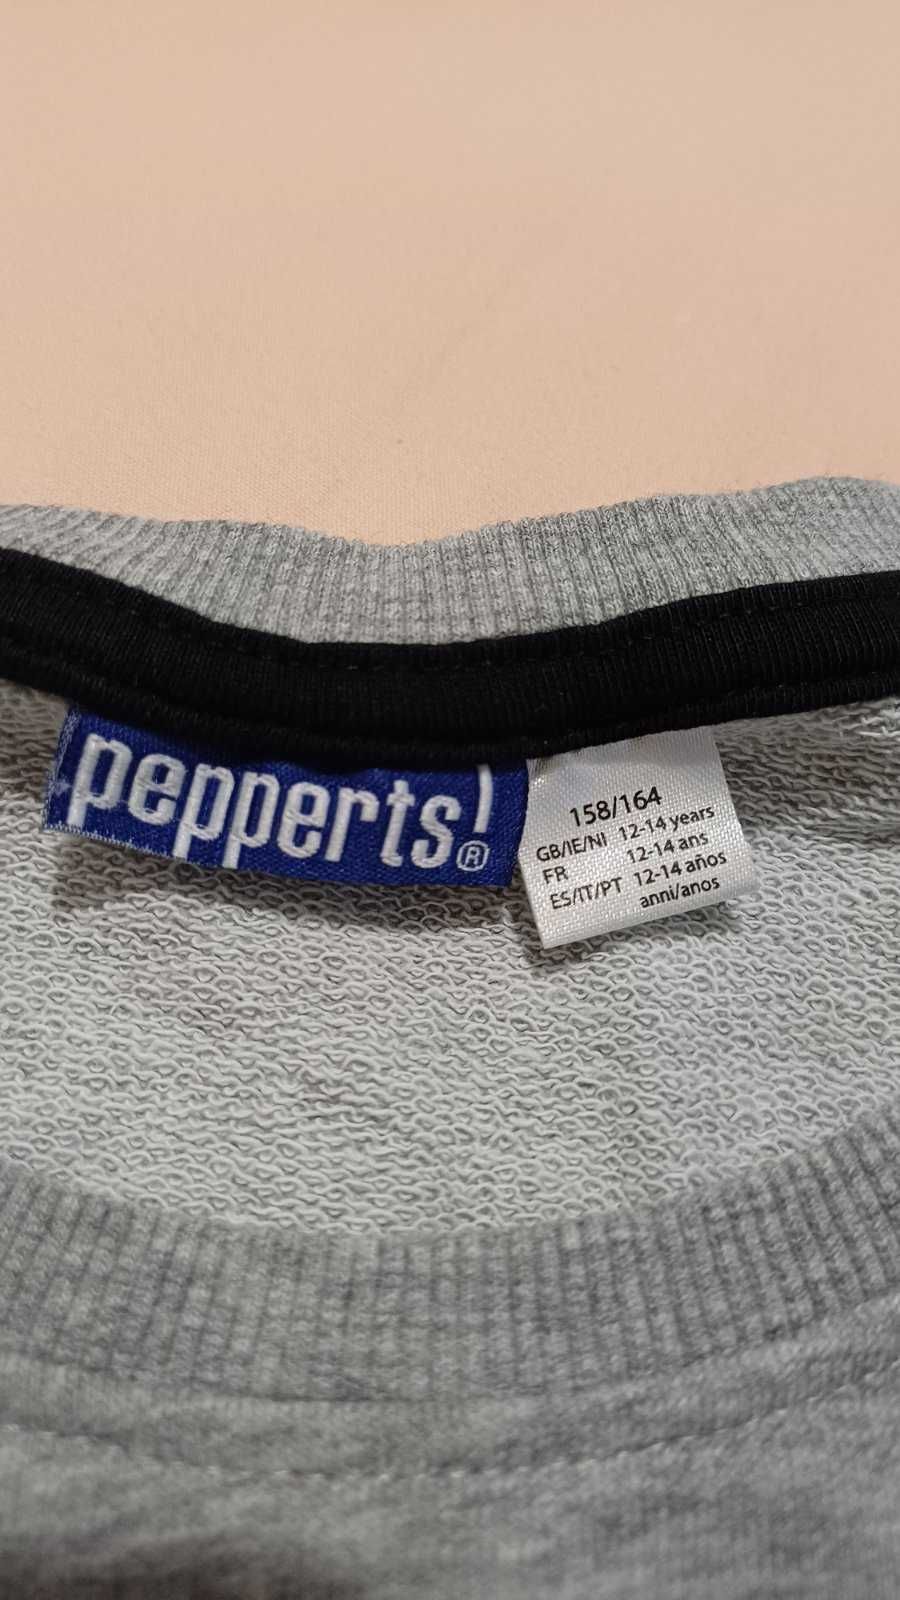 pepperts!®
158/164
GB/IE/NI 12-14 years
FR 12-14 ans
ES/IT/PT 12-14 años
anni/anos